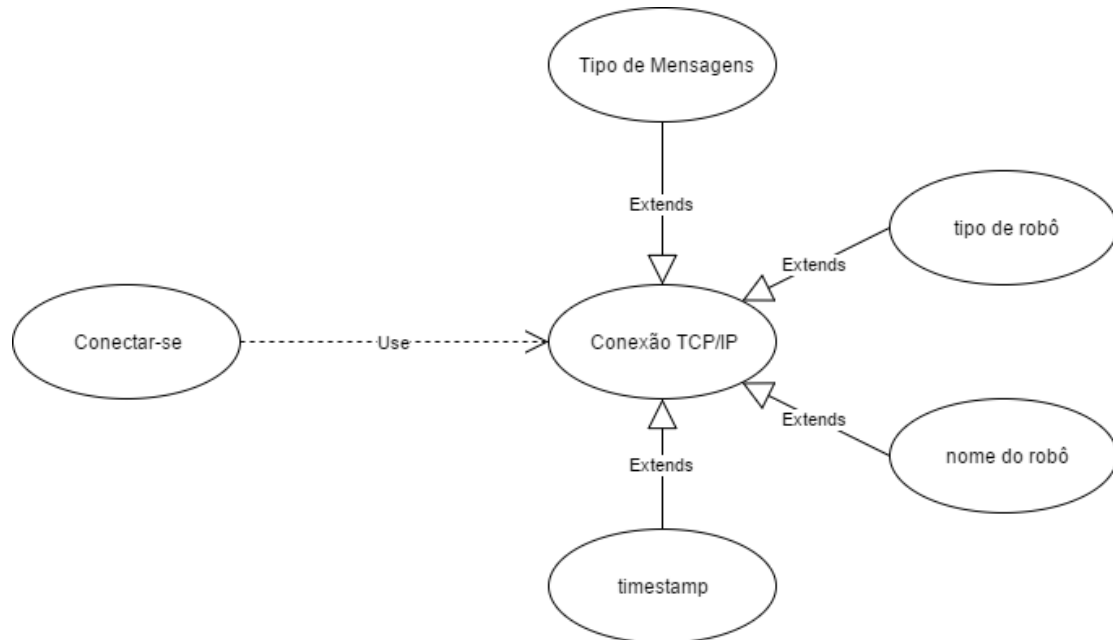 Tipo de Mensagens
Extends
tipo de robô
Extends
Conectar-se
Use
Conexão TCP/IP
Extends
nome do robô
Extends
timestamp